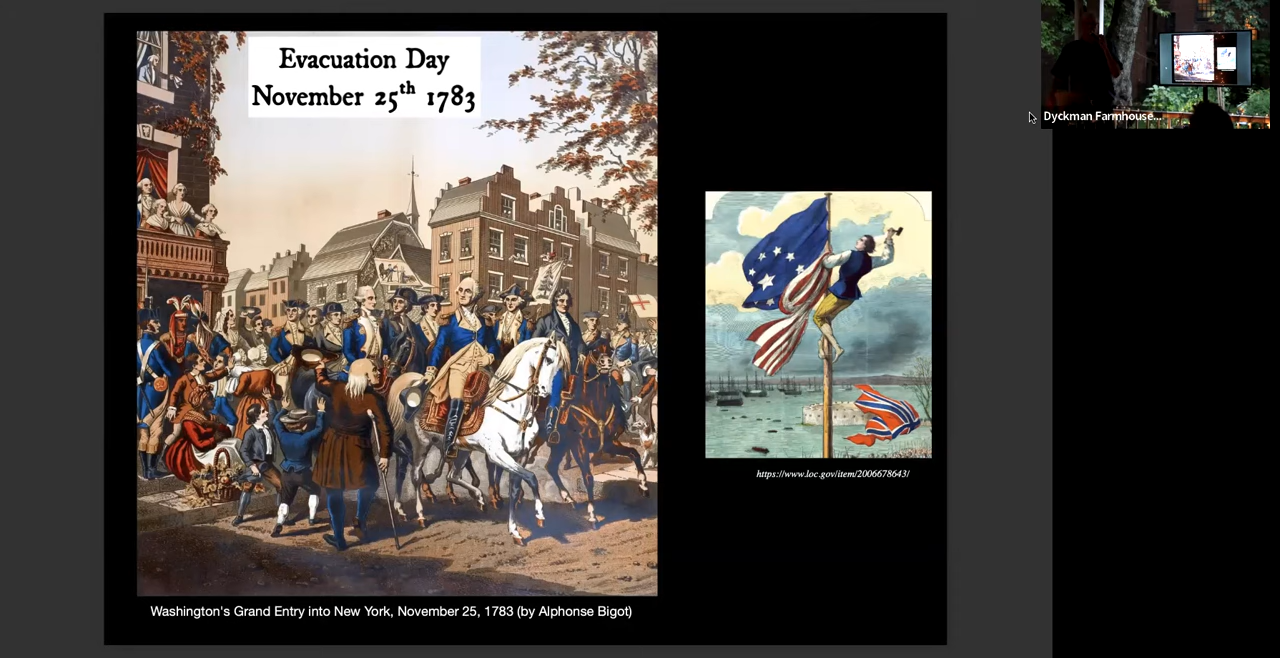 Evacuation Day
November 25th 1783
Dyckman Farmhouse...
https://www.loc.gov/item/2006678643/
Washington's Grand Entry into New York, November 25, 1783 (by Alphonse Bigot)